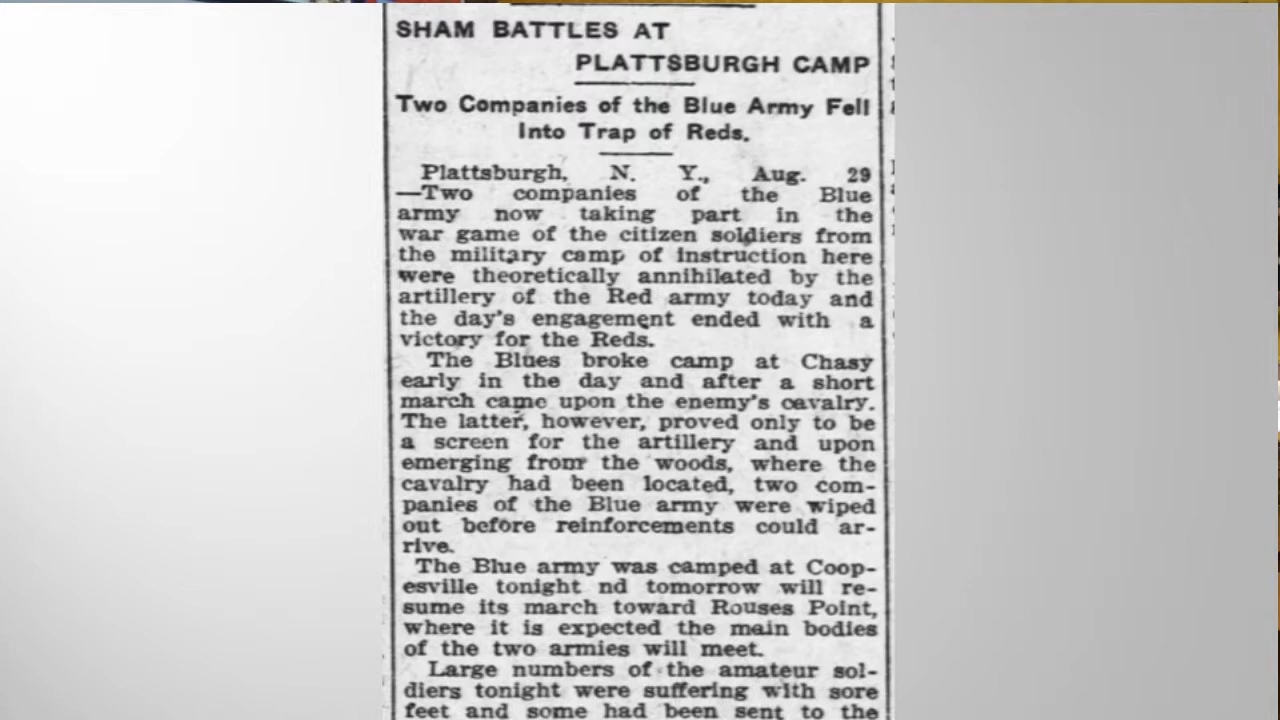 SHAM BATTLES AT
PLATTSBURGH CAMP
Two Companies of the Blue Army Fell
Into Trap of Reds.
Plattsburgh, N. Y., Aug. 29
—Two companies of the Blue
army now taking part in the
war game of the citizen soldiers from
the military camp of instruction here
were theoretically annihilated by the
artillery of the Red army today and
the day's engagement ended with a
victory for the Reds.
The Blues broke camp at Chasy
early in the day and after a short
march came upon the enemy's cavalry.
The latter, however, proved only to be
a screen for the artillery and upon
emerging from the woods, where the
cavalry had been located, two com-
panies of the Blue army were wiped
out before reinforcements could ar-
rive.
The Blue army was camped at Coop-
esville tonight nd tomorrow will re-
sume its march toward Rouses Point,
where it is expected the main bodies
of the two armies will meet.
Large numbers of the amateur sol-
diers tonight were suffering with sore
feet and some had been sent to the